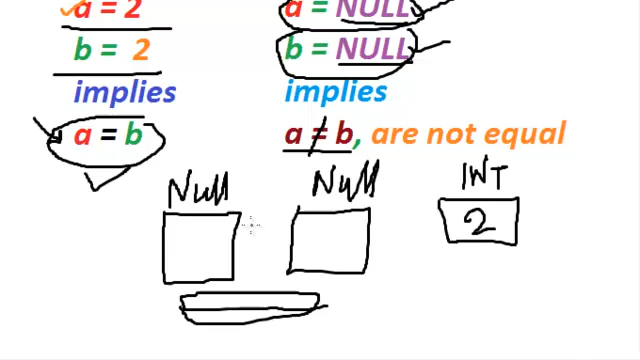 a = 2
b = 2
implies
a = b
a = NULL
b = NULL
implies
a ≠ b, are not equal
Null
Null
INT
2